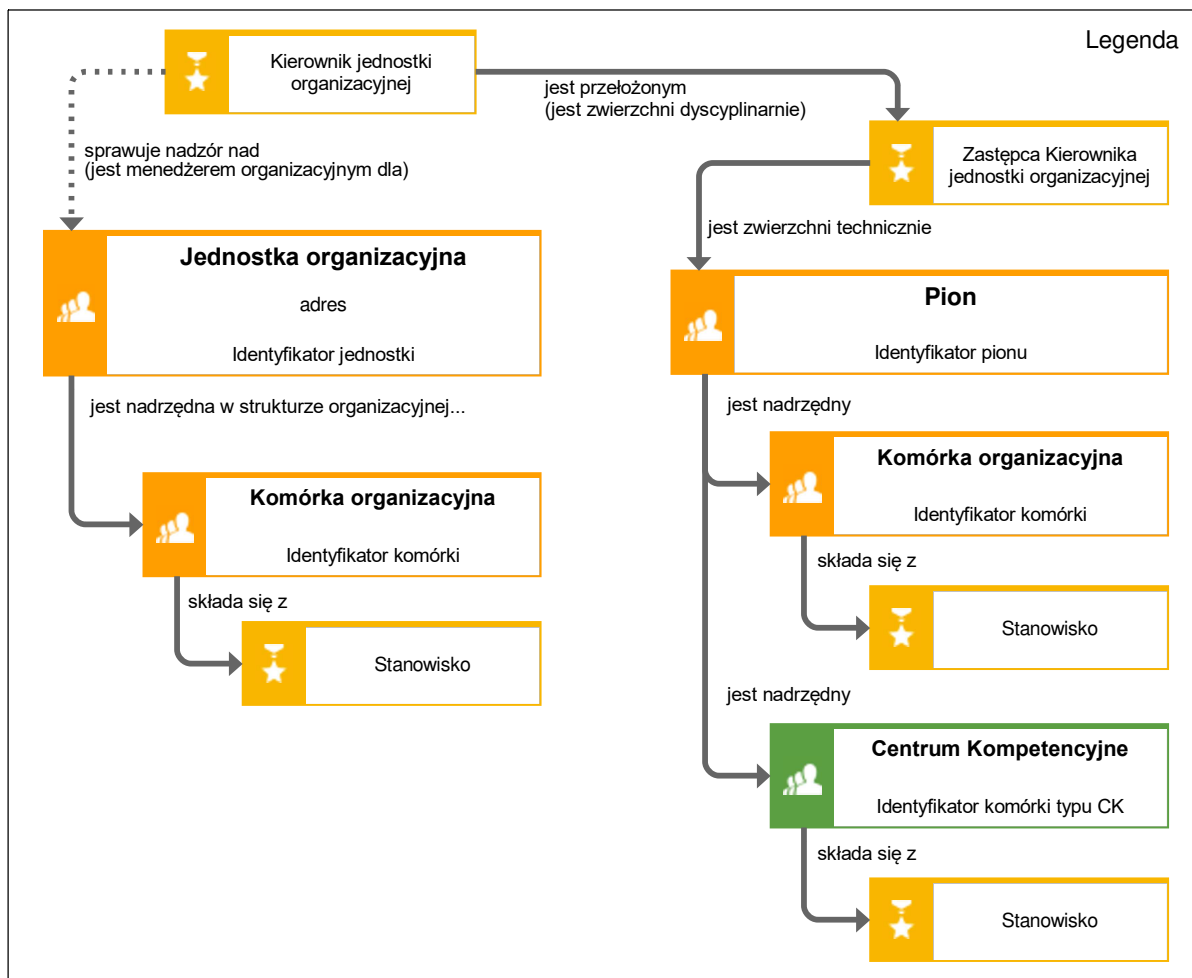 Legenda
Kierownik jednostki
organizacyjnej
jest przełożonym
(jest zwierzchni dyscyplinarnie)
sprawuje nadzór nad
(jest menedżerem organizacyjnym dla)
Zastępca Kierownika
jednostki organizacyjnej
jest zwierzchni technicznie
Jednostka organizacyjna
adres
Identyfikator jednostki
jest nadrzędna w strukturze organizacyjnej...
Komórka organizacyjna
Identyfikator komórki
składa się z
Stanowisko
Pion
Identyfikator pionu
jest nadrzędny
Komórka organizacyjna
Identyfikator komórki
składa się z
Stanowisko
jest nadrzędny
Centrum Kompetencyjne
Identyfikator komórki typu CK
składa się z
Stanowisko